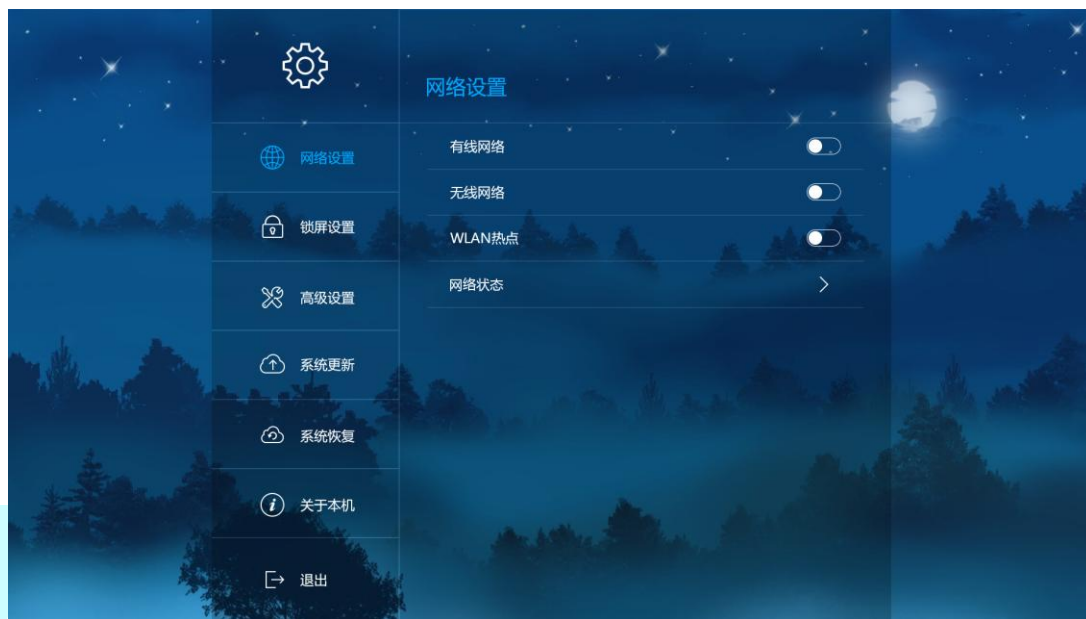 网络设置
网络设置
锁屏设置
高级设置
系统更新
系统恢复
关于本机
退出
有线网络
无线网络
WLAN热点
网络状态